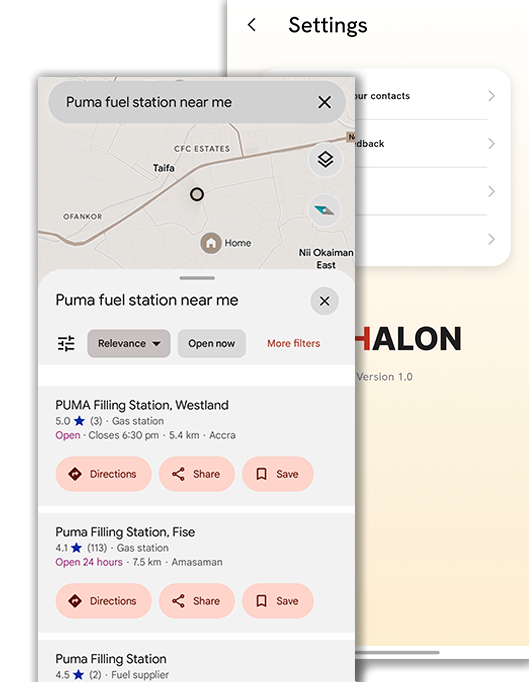 Settings
our contacts
edback
HALON
Version 1.0
Puma fuel station near me
CFC ESTATES
Taifa
OFANKOR
Home
Nii Okaiman
East
Puma fuel station near me
Relevance
Open now
More filters
PUMA Filling Station, Westland
5.0 ★ (3) · Gas station
Open · Closes 6:30 pm · 5.4 km · Accra
Directions
Share
Save
Puma Filling Station, Fise
4.1 ★ (113) · Gas station
Open 24 hours · 7.5 km · Amasaman
Directions
Share
Save
Puma Filling Station
4.5 ★ (2) · Fuel supplier